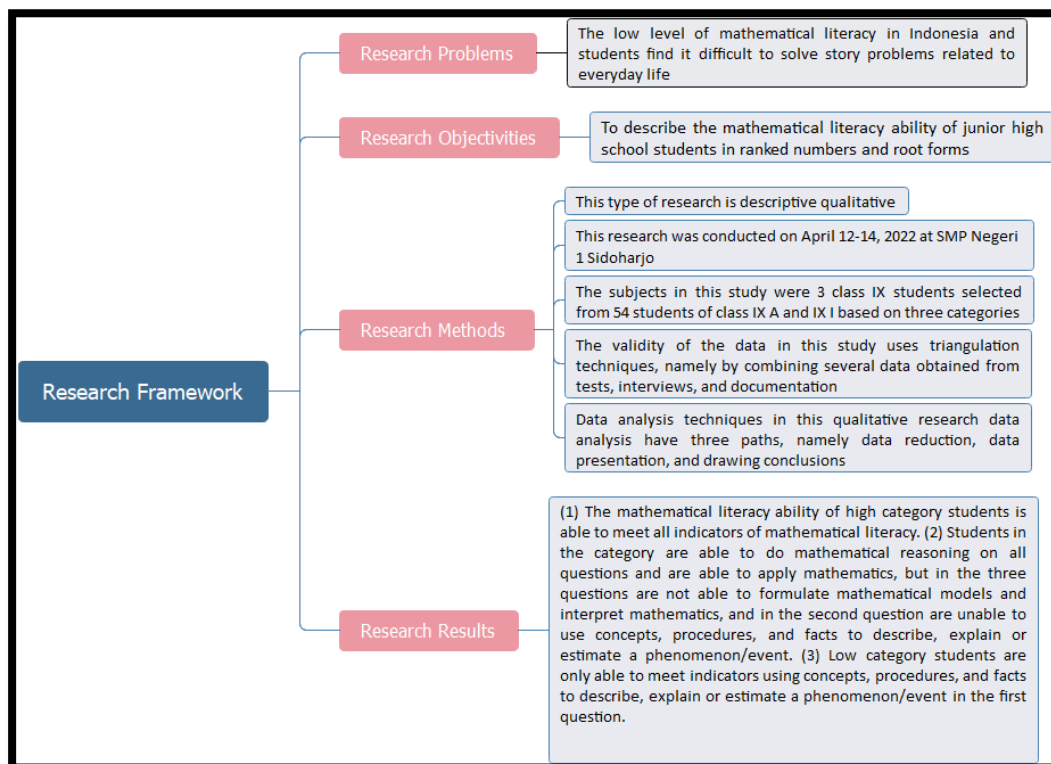 Research Framework
Research Problems
The low level of mathematical literacy in Indonesia and
students find it difficult to solve story problems related to
everyday life
Research Objectivities
To describe the mathematical literacy ability of junior high
school students in ranked numbers and root forms
Research Methods
This type of research is descriptive qualitative
This research was conducted on April 12-14, 2022 at SMP Negeri
1 Sidoharjo
The subjects in this study were 3 class IX students selected
from 54 students of class IX A and IX I based on three categories
The validity of the data in this study uses triangulation
techniques, namely by combining several data obtained from
tests, interviews, and documentation
Data analysis techniques in this qualitative research data
analysis have three paths, namely data reduction, data
presentation, and drawing conclusions
Research Results
(1) The mathematical literacy ability of high category students is
able to meet all indicators of mathematical literacy. (2) Students in
the category are able to do mathematical reasoning on all
questions and are able to apply mathematics, but in the three
questions are not able to formulate mathematical models and
interpret mathematics, and in the second question are unable to
use concepts, procedures, and facts to describe, explain or
estimate a phenomenon/event. (3) Low category students are
only able to meet indicators using concepts, procedures, and facts
to describe, explain or estimate a phenomenon/event in the first
question.